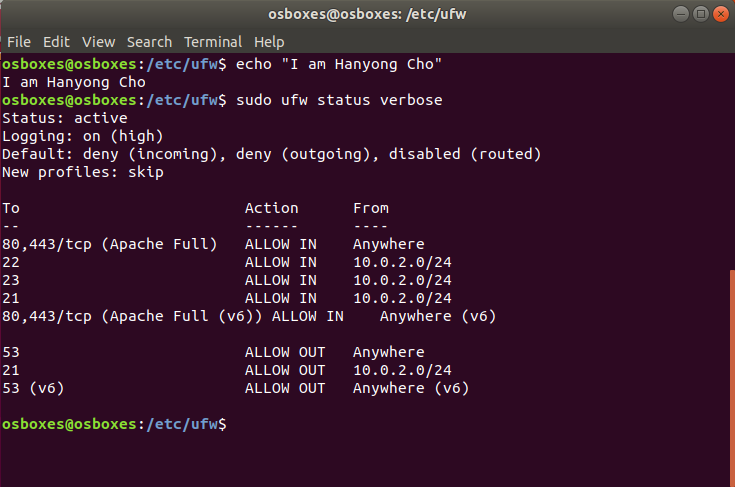 osboxes@osboxes: /etc/ufw
File Edit View Search Terminal Help
osboxes@osboxes:/etc/ufw$ echo "I am Hanyong Cho"
I am Hanyong Cho
osboxes@osboxes:/etc/ufw$ sudo ufw status verbose
Status: active
Logging: on (high)
Default: deny (incoming), deny (outgoing), disabled (routed)
New profiles: skip
To                         Action      From
--                         ------      ----
80,443/tcp (Apache Full)   ALLOW IN    Anywhere
22                         ALLOW IN    10.0.2.0/24
23                         ALLOW IN    10.0.2.0/24
21                         ALLOW IN    10.0.2.0/24
80,443/tcp (Apache Full (v6)) ALLOW IN    Anywhere (v6)
53                         ALLOW OUT   Anywhere
21                         ALLOW OUT   10.0.2.0/24
53 (v6)                    ALLOW OUT   Anywhere (v6)
osboxes@osboxes:/etc/ufw$